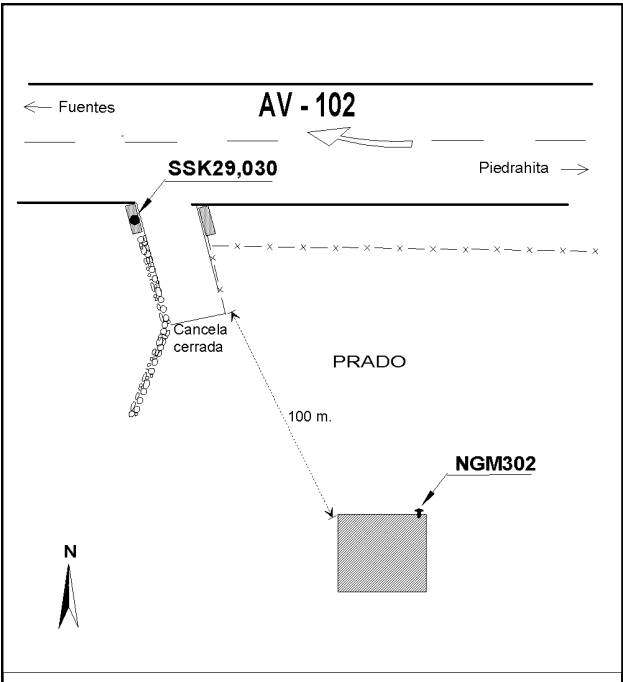 AV - 102
Fuentes
Piedrahita
SSK29,030
Cancela
cerrada
PRADO
100 m.
NGM302
N